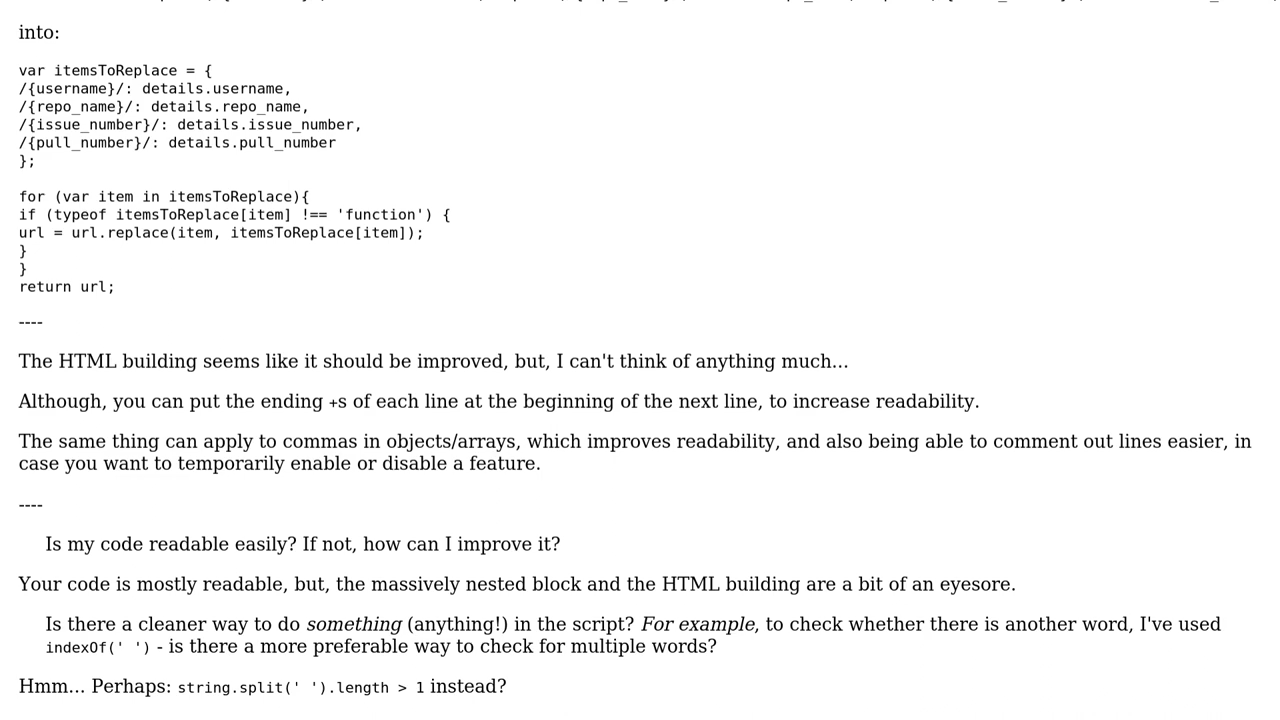 into:
var itemsToReplace = {
/{username}/: details.username,
/{repo_name}/: details.repo_name,
/{issue_number}/: details.issue_number,
/{pull_number}/: details.pull_number
};
for (var item in itemsToReplace){
if (typeof itemsToReplace[item] !== 'function') {
url = url.replace(item, itemsToReplace[item]);
}
}
return url;
----
The HTML building seems like it should be improved, but, I can't think of anything much...
Although, you can put the ending +s of each line at the beginning of the next line, to increase readability.
The same thing can apply to commas in objects/arrays, which improves readability, and also being able to comment out lines easier, in
case you want to temporarily enable or disable a feature.
----
Is my code readable easily? If not, how can I improve it?
Your code is mostly readable, but, the massively nested block and the HTML building are a bit of an eyesore.
Is there a cleaner way to do something (anything!) in the script? For example, to check whether there is another word, I've used
indexOf(' ') - is there a more preferable way to check for multiple words?
Hmm... Perhaps: string.split(' ').length > 1 instead?